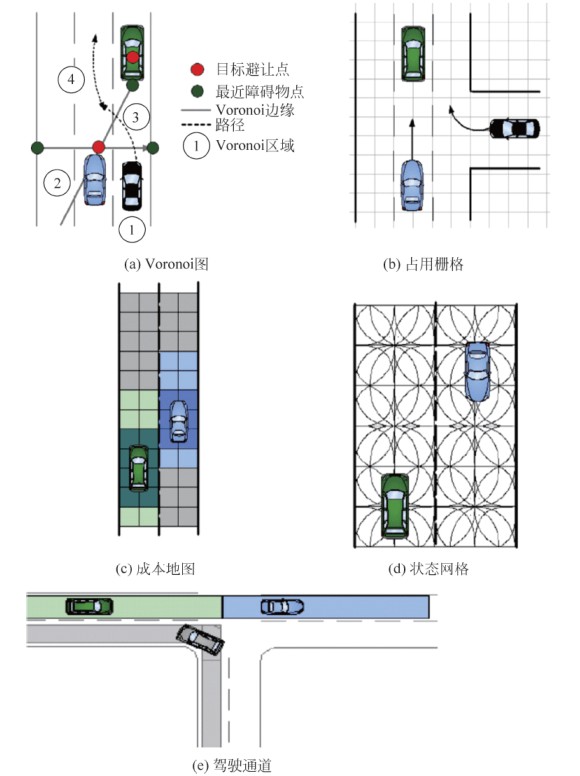 ④
目标避让点
最近障碍物点
③
Voronoi边缘
路径
① Voronoi区域
②
①
(a) Voronoi图
(b) 占用栅格
(c) 成本地图
(d) 状态网格
(e) 驾驶通道